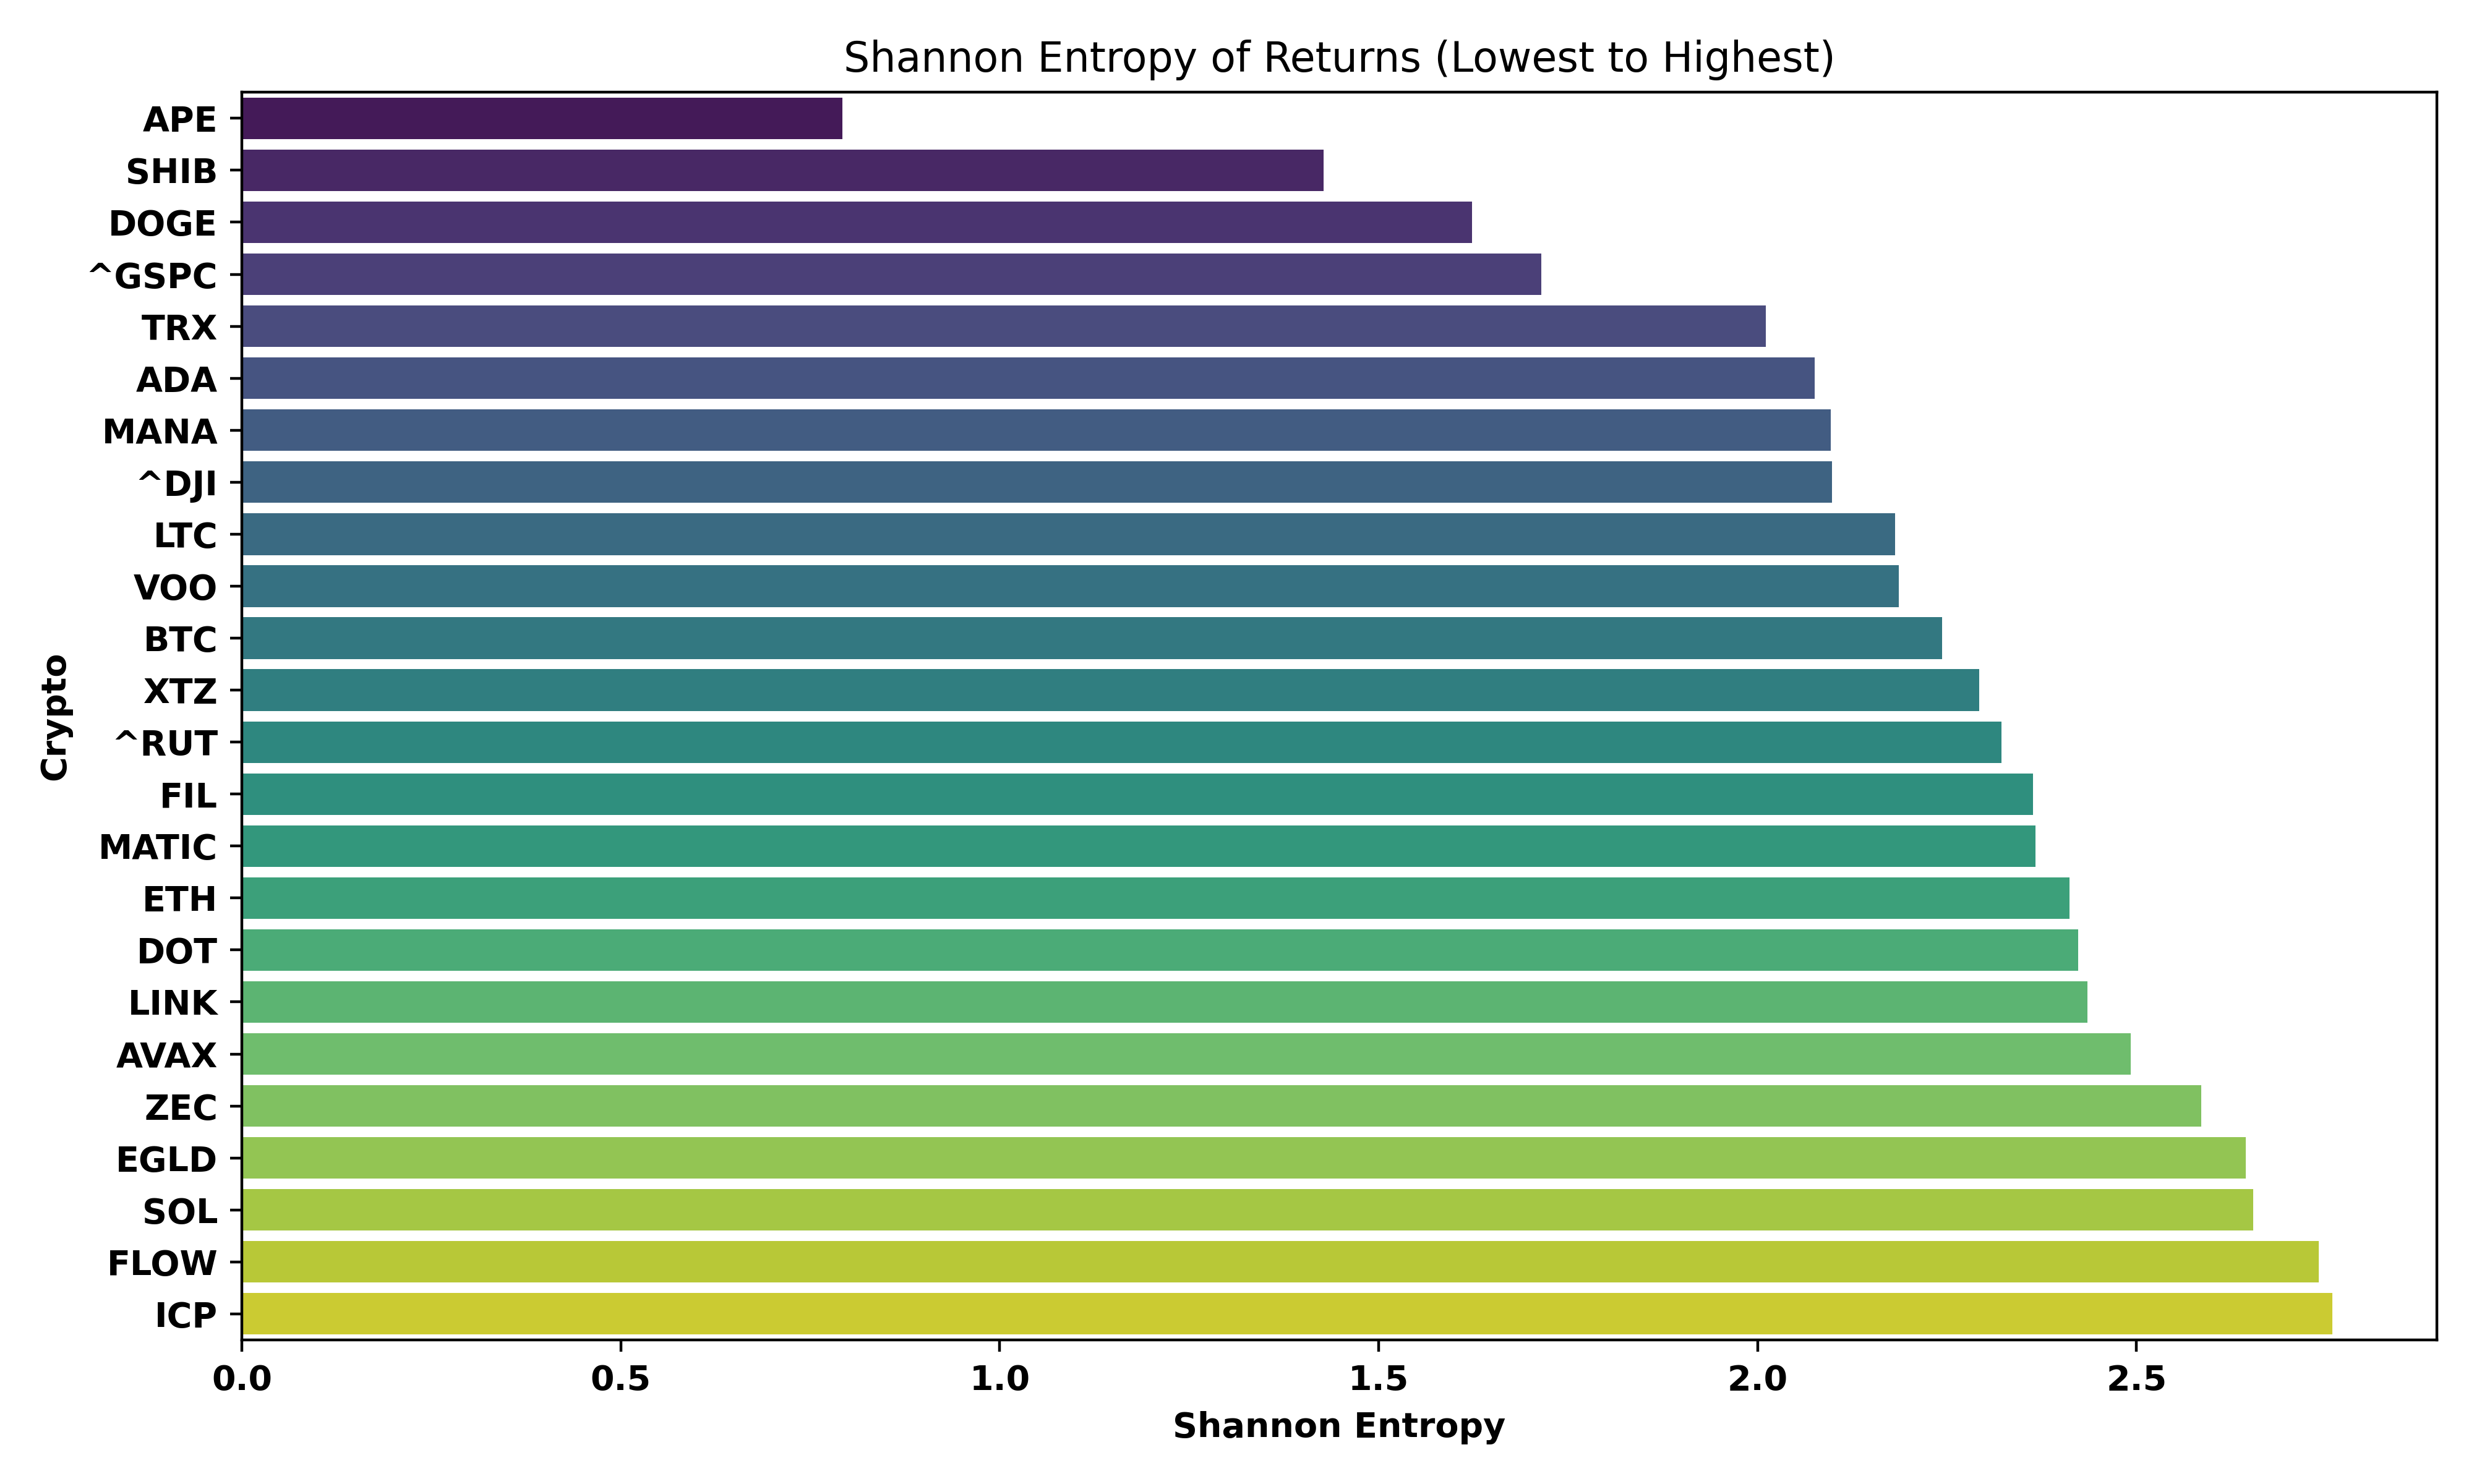 Shannon Entropy of Returns (Lowest to Highest)
APE
SHIB
DOGE
^GSPC
TRX
ADA
MANA
^DJI
LTC
VOO
BTC
XTZ
^RUT
FIL
MATIC
ETH
DOT
LINK
AVAX
ZEC
EGLD
SOL
FLOW
ICP
Crypto
0.0 0.5 1.0 1.5 2.0 2.5
Shannon Entropy